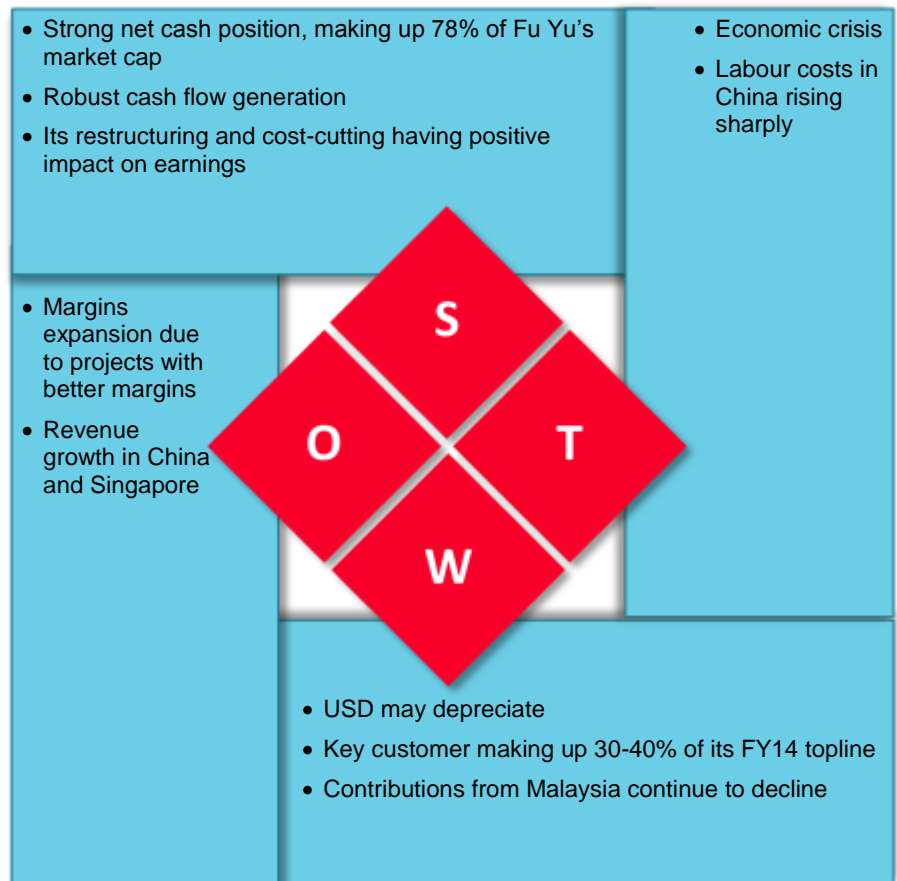 • Strong net cash position, making up 78% of Fu Yu's
market cap
• Robust cash flow generation
• Its restructuring and cost-cutting having positive
impact on earnings
• Economic crisis
• Labour costs in
China rising
sharply
• Margins
expansion due
to projects with
better margins
• Revenue
growth in China
and Singapore
S
O
T
W
• USD may depreciate
• Key customer making up 30-40% of its FY14 topline
• Contributions from Malaysia continue to decline